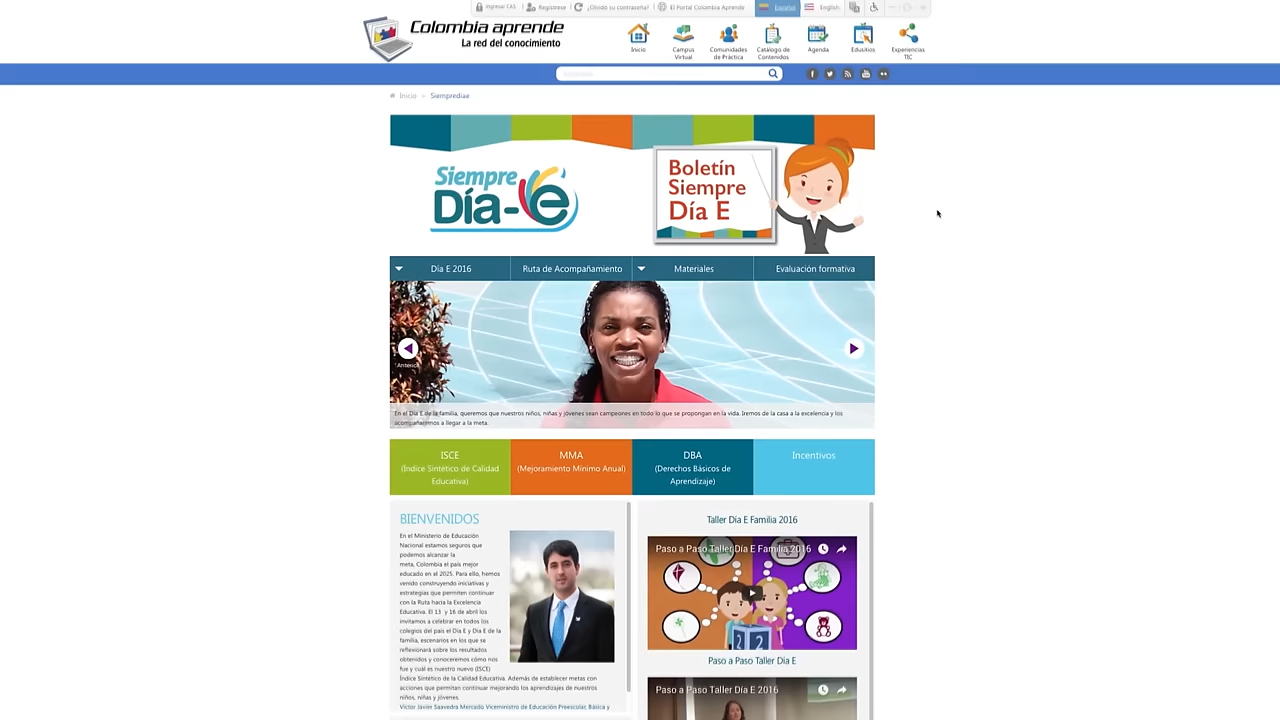 Ingresar CAS
Regístrese
¿Olvidó su contraseña?
El Portal Colombia Aprende
Español
English
Colombia aprende
La red del conocimiento
Inicio
Campus
Virtual
Comunidades
de Práctica
Catálogo de
Contenidos
Agenda
Edusitios
Experiencias
TIC
Inicio
Siemprediae
Siempre
Día-e
Boletín
Siempre
Día E
Día E 2016
Ruta de Acompañamiento
Materiales
Evaluación formativa
Anterior
En el Día E de la familia, queremos que nuestros niños, niñas y jóvenes sean campeones en todo lo que se propongan en la vida. Iremos de la casa a la excelencia y los
acompañaremos a llegar a la meta.
ISCE
(Índice Sintético de Calidad
Educativa)
MMA
(Mejoramiento Mínimo Anual)
DBA
(Derechos Básicos de
Aprendizaje)
Incentivos
BIENVENIDOS
En el Ministerio de Educación
Nacional estamos seguros que
podemos alcanzar la
meta, Colombia el país mejor
educado en el 2025. Para ello, hemos
venido construyendo iniciativas y
estrategias que permiten continuar
con la Ruta hacia la Excelencia
Educativa. El 13 y 16 de abril los
invitamos a celebrar en todos los
colegios del país el Día E y Día E de la
familia, escenarios en los que se
reflexionará sobre los resultados
obtenidos y conoceremos cómo nos
fue y cuál es nuestro nuevo (ISCE)
Índice Sintético de la Calidad Educativa. Además de establecer metas con
acciones que permitan continuar mejorando los aprendizajes de nuestros
niños, niñas y jóvenes.
Víctor Javier Saavedra Mercado Viceministro de Educación Preescolar, Básica y
Taller Día E Familia 2016
Paso a Paso Taller Día E Familia 2016
2 2
Paso a Paso Taller Día E
Paso a Paso Taller Día E 2016